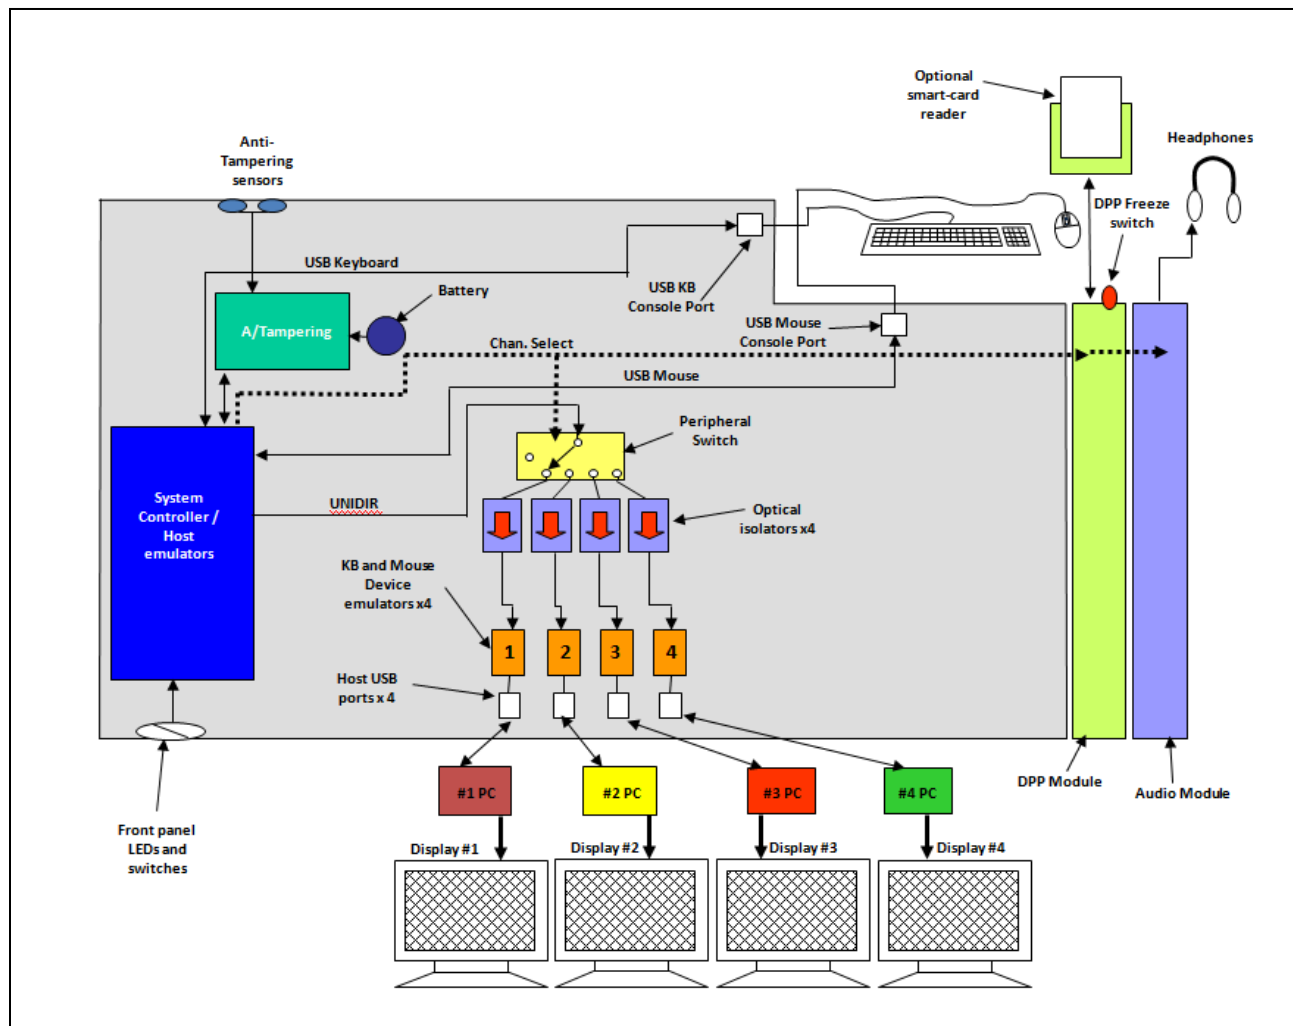 Optional
smart-card
reader
Headphones
Anti-
Tampering
sensors
DPP Freeze
switch
USB Keyboard
USB KB
Console Port
Battery
A/Tampering
USB Mouse
Console Port
Chan. Select
USB Mouse
Peripheral
Switch
System
Controller /
Host
emulators
UNIDIR
Optical
isolators x4
KB and Mouse
Device
emulators x4
1
2
3
4
Host USB
ports x 4
#1 PC
#2 PC
#3 PC
#4 PC
DPP Module
Audio Module
Front panel
LEDs and
switches
Display #1
Display #2
Display #3
Display #4